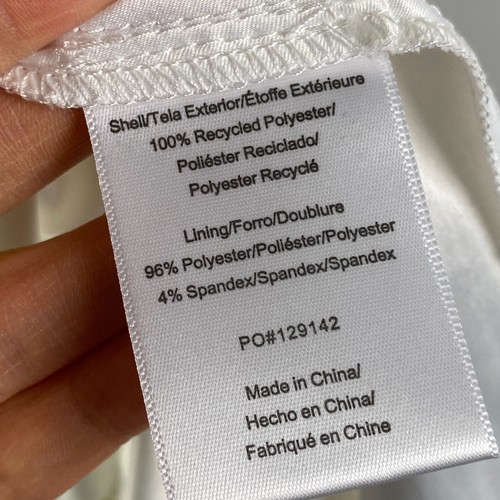 Shell/Tela Exterior/Étoffe Extérieure
100% Recycled Polyester/
Poliéster Reciclado/
Polyester Recyclé
Lining/Forro/Doublure
96% Polyester/Poliéster/Polyester
4% Spandex/Spandex/Spandex
PO#129142
Made in China/
Hecho en China/
Fabriqué en Chine